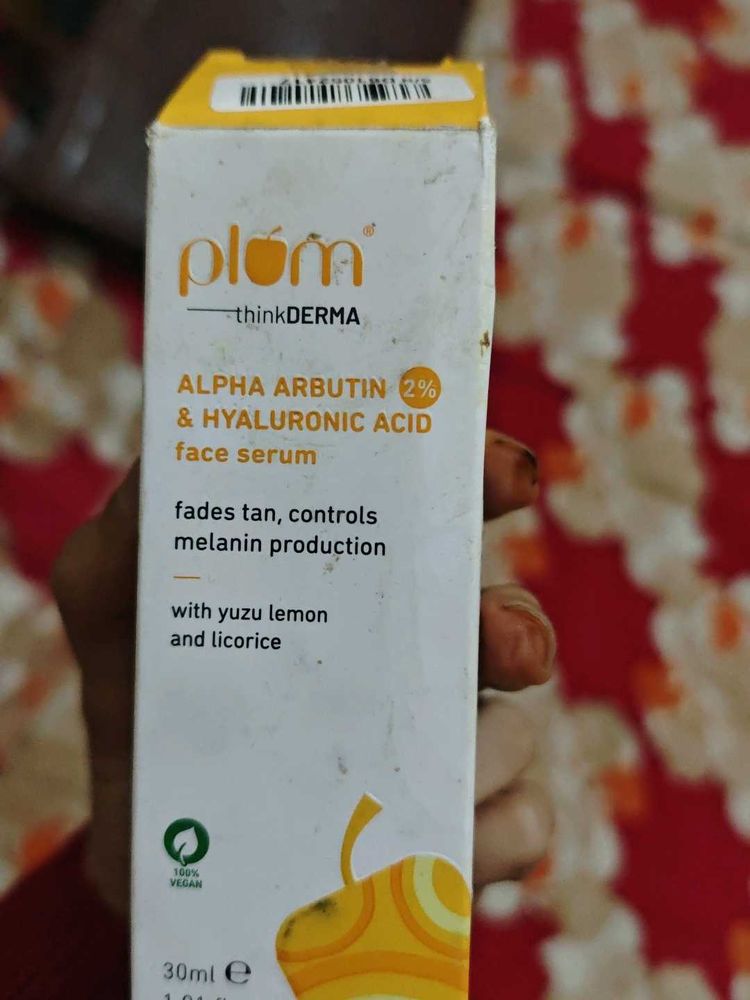 plum®
thinkDERMA
ALPHA ARBUTIN 2%
& HYALURONIC ACID
face serum
fades tan, controls
melanin production
with yuzu lemon
and licorice
100%
VEGAN
30ml ℮